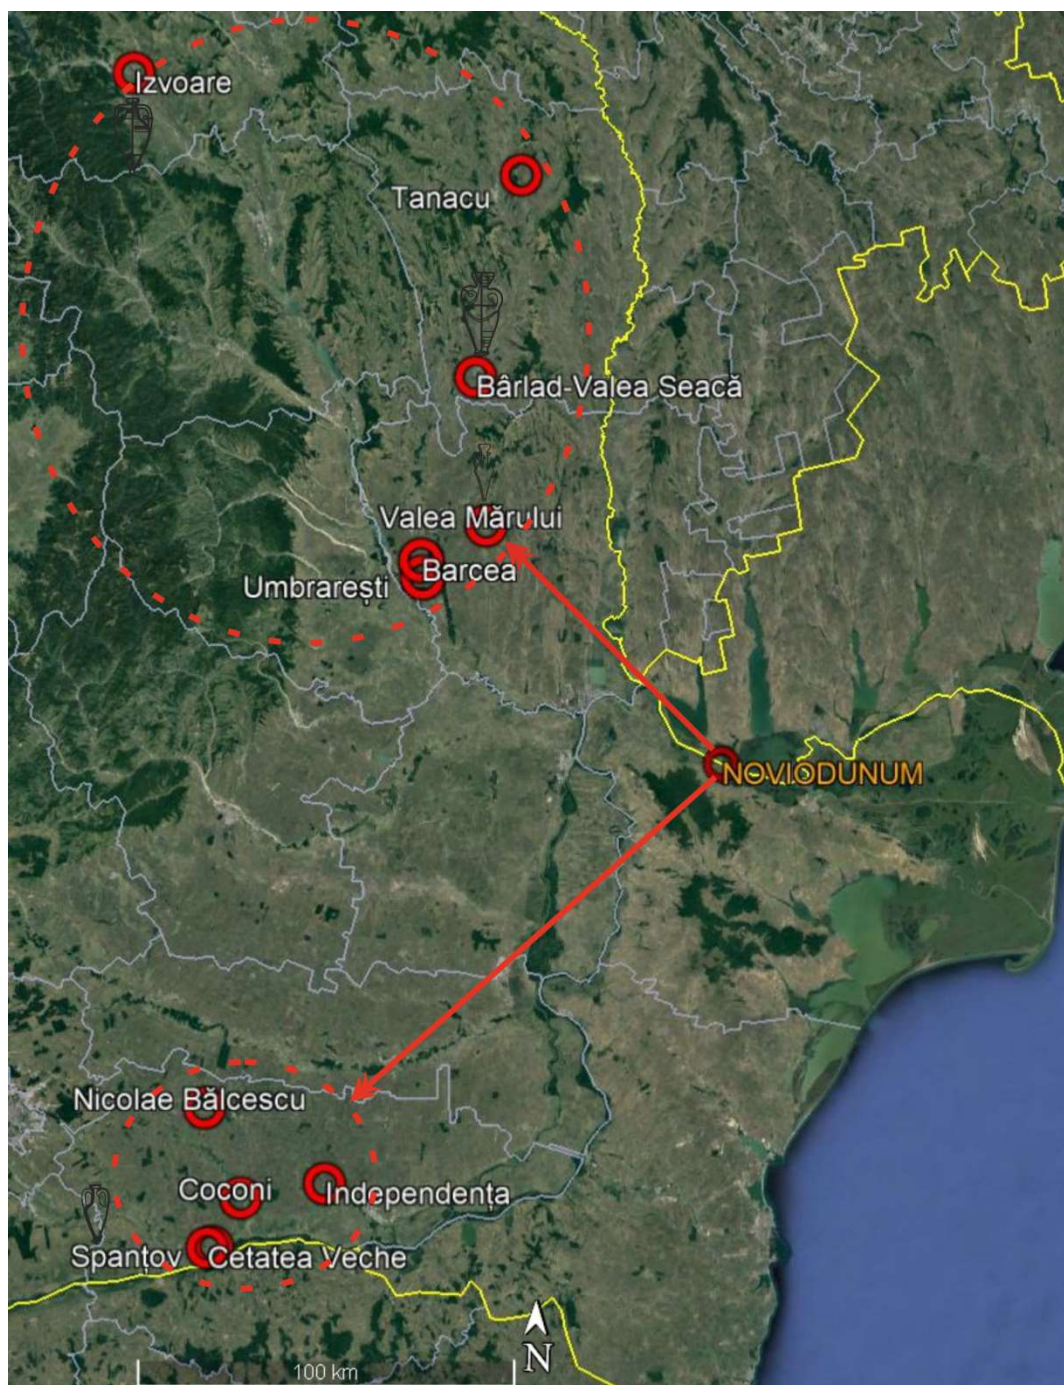 Izvoare
Tanacu
Bârlad-Valea Seacă
Valea Mărului
Barcea
Umbrarești
NOVIODUNUM
Nicolae Bălcescu
Coconi
Independența
Spanțov
Cetatea Veche
N
100 km